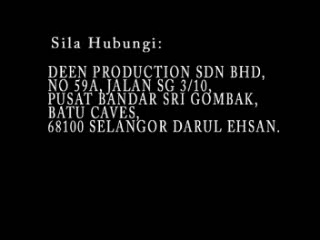 Sila Hubungi:
DEEN PRODUCTION SDN BHD,
NO 59A, JALAN SG 3/10,
PUSAT BANDAR SRI GOMBAK,
BATU CAVES,
68100 SELANGOR DARUL EHSAN.